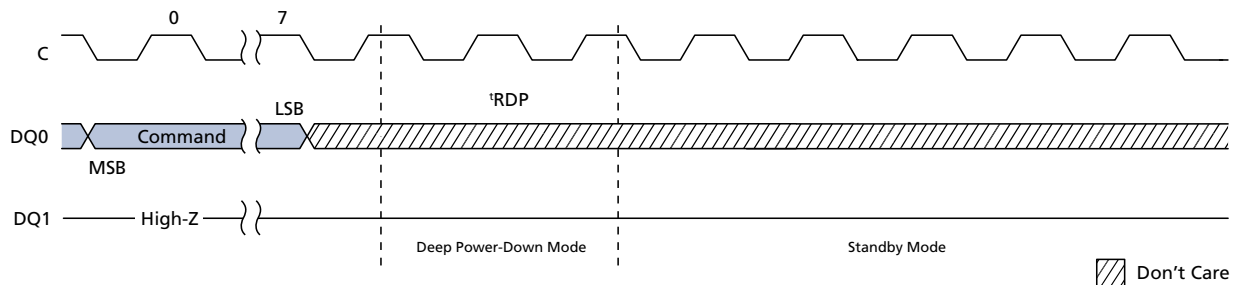 0 7
C
ᵗRDP
LSB
DQ0 Command
MSB
DQ1 High-Z
Deep Power-Down Mode Standby Mode
Don't Care